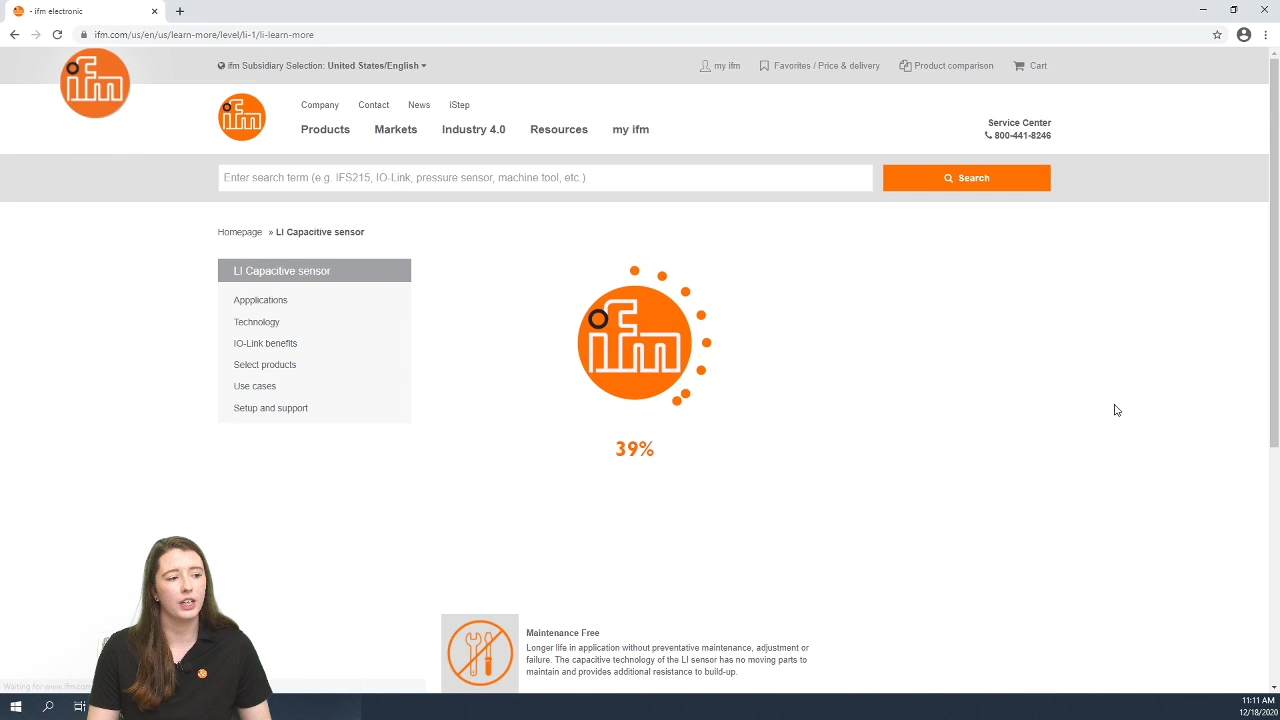 - ifm electronic
ifm.com/us/en/us/learn-more/level/li-1/li-learn-more
ifm
ifm Subsidiary Selection: United States/English
my ifm
Favorites / Price & delivery
Product comparison
Cart
ifm
Company
Contact
News
iStep
Products
Markets
Industry 4.0
Resources
my ifm
Service Center
800-441-8246
Enter search term (e.g. IFS215, IO-Link, pressure sensor, machine tool, etc.)
Search
Homepage » LI Capacitive sensor
LI Capacitive sensor
Appplications
Technology
IO-Link benefits
Select products
Use cases
Setup and support
ifm
39%
Maintenance Free
Longer life in application without preventative maintenance, adjustment or
failure. The capacitive technology of the LI sensor has no moving parts to
maintain and provides additional resistance to build-up.
Waiting for www.ifm.com
11:11 AM
12/18/2020